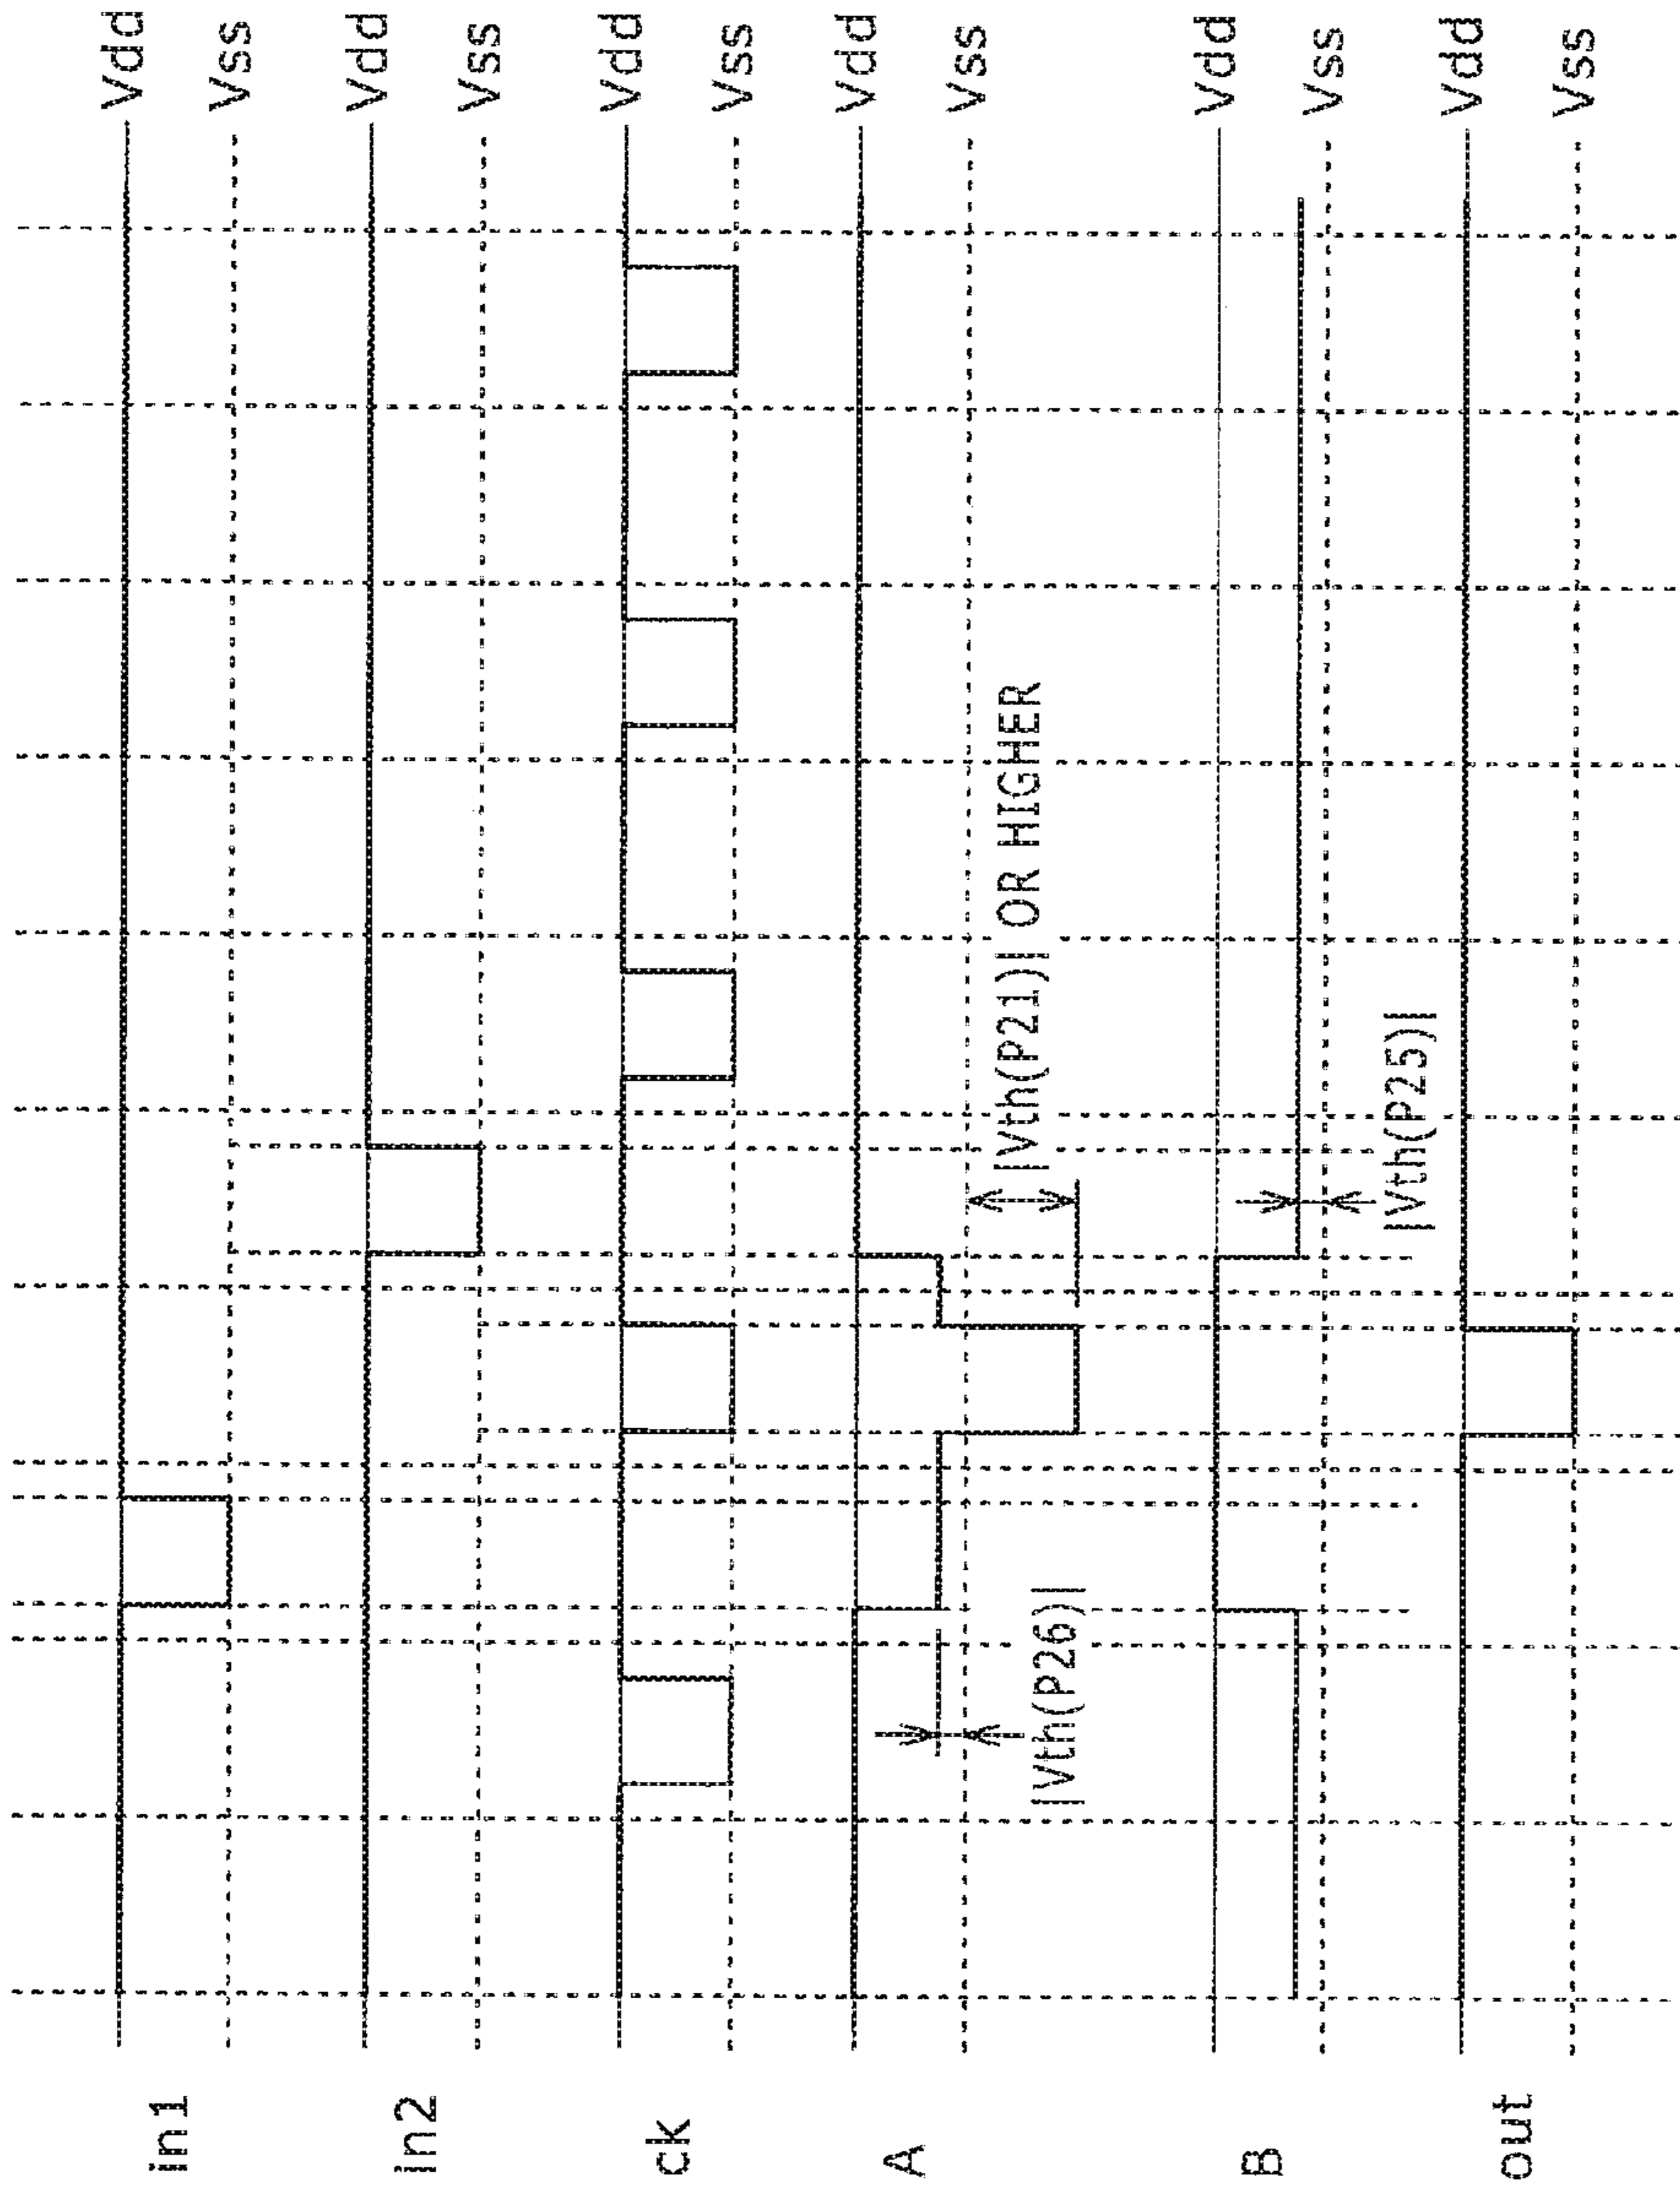 in1
Vdd
Vss
in2
Vdd
Vss
ck
Vdd
Vss
A
Vdd
Vss
|Vth(P26)|
|Vth(P21)| OR HIGHER
B
Vdd
Vss
|Vth(P25)|
out
Vdd
Vss